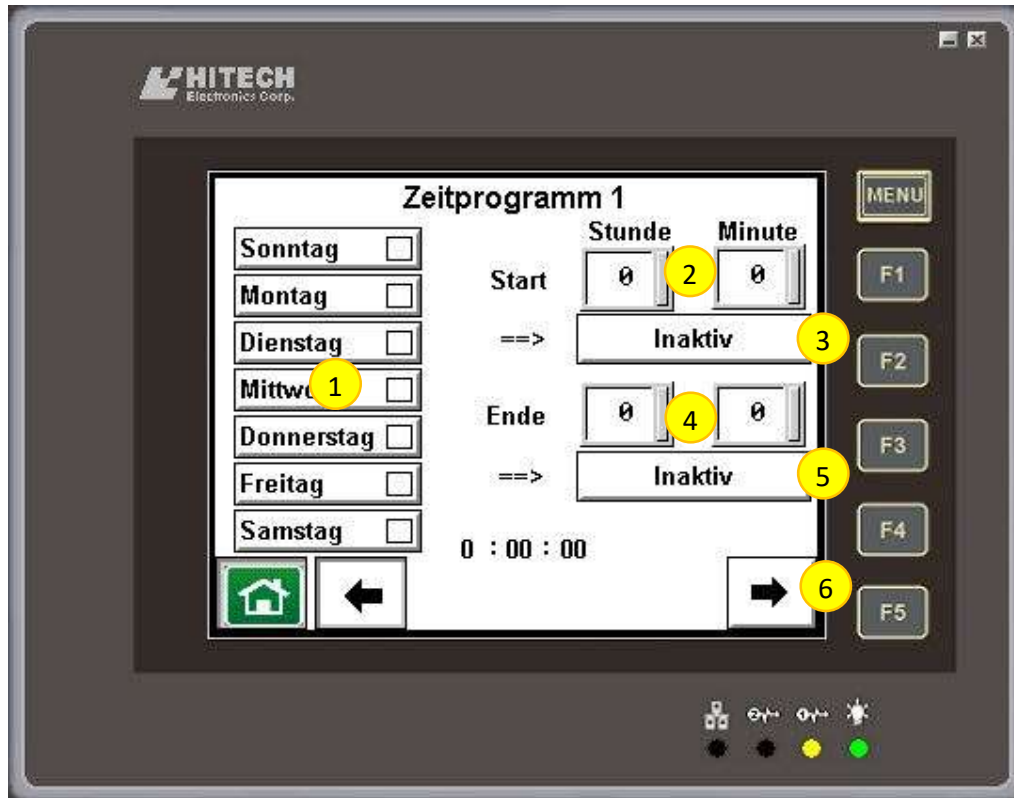 HITECH
Electronics Corp.
Zeitprogramm 1
MENU
Stunde Minute
Sonntag
Start 0 2 0
F1
Montag
Dienstag ==> Inaktiv 3
F2
1
Ende 0 4 0
Donnerstag
F3
Freitag ==> Inaktiv 5
Samstag
F4
0 : 00 : 00
6
F5